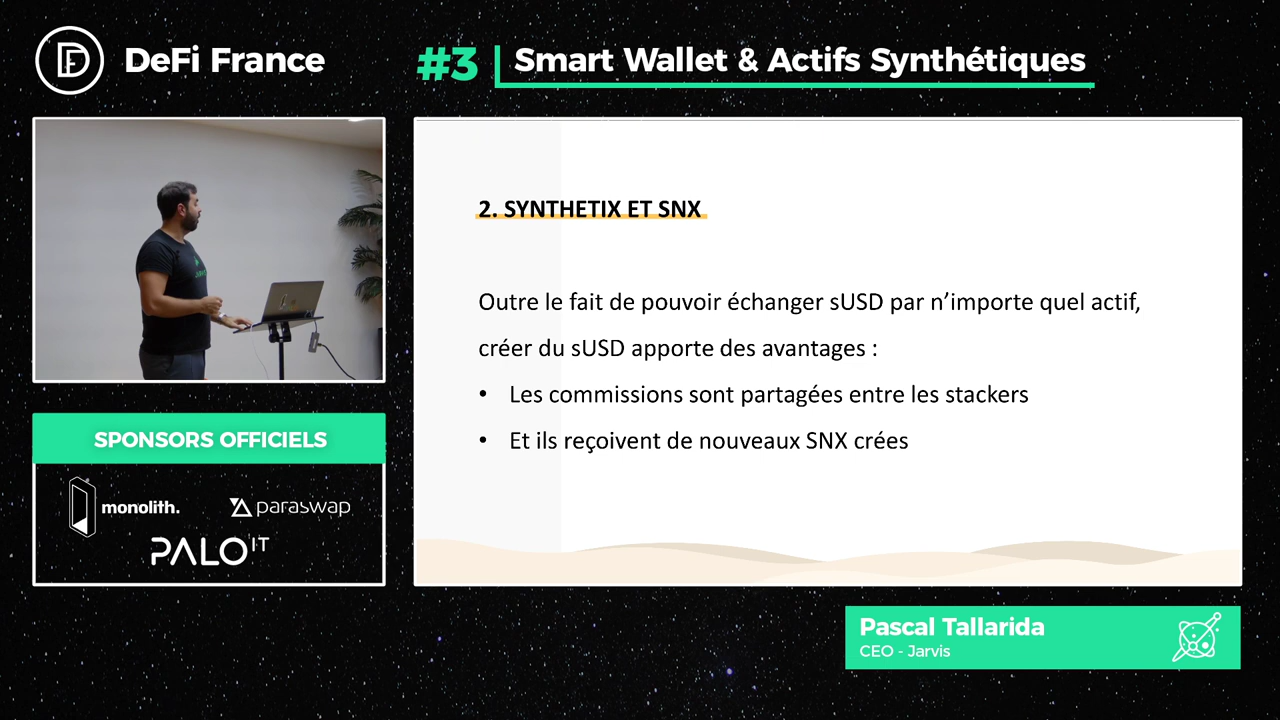 DeFi France
#3 Smart Wallet & Actifs Synthétiques
2. SYNTHETIX ET SNX
Outre le fait de pouvoir échanger sUSD par n’importe quel actif,
créer du sUSD apporte des avantages :
• Les commissions sont partagées entre les stackers
• Et ils reçoivent de nouveaux SNX crées
SPONSORS OFFICIELS
monolith.
paraswap
PALO IT
Pascal Tallarida
CEO - Jarvis